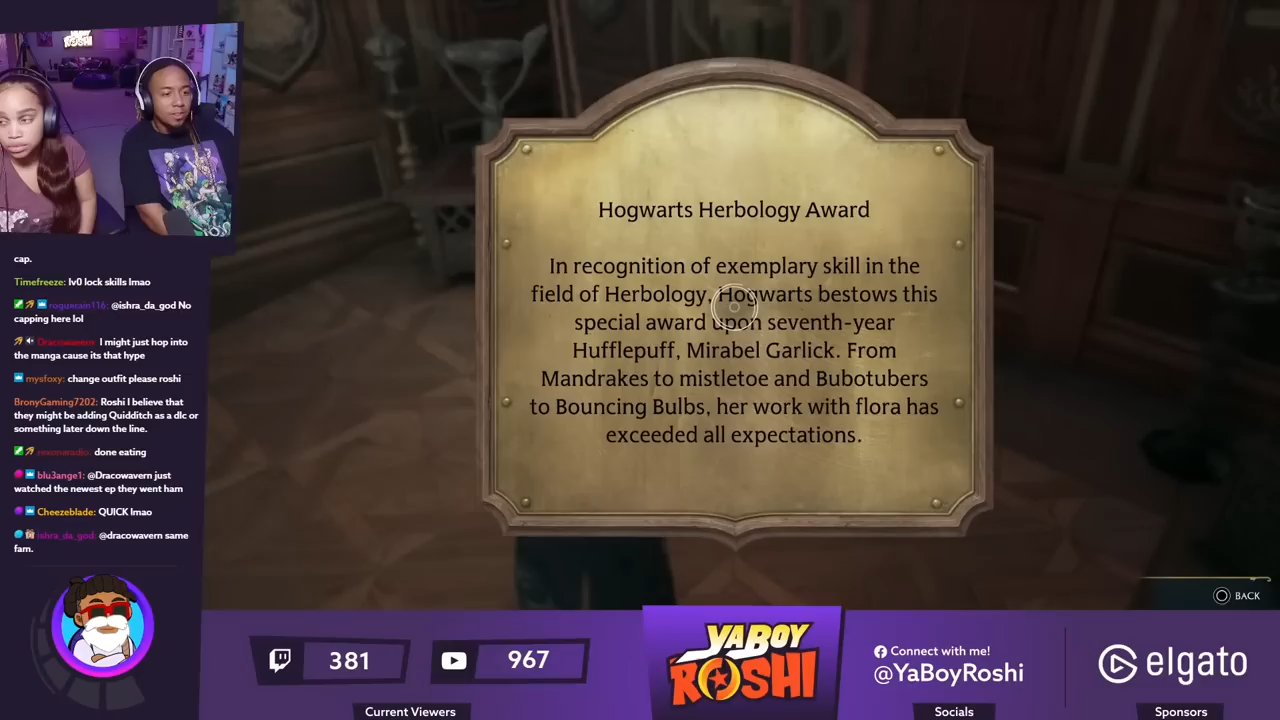 YABOY
ROSHI
cap.
Timefreeze: lv0 lock skills lmao
roguecain116: @ishra_da_god No
capping here lol
Dracowavern I might just hop into
the manga cause its that hype
mysfoxy: change outfit please roshi
BronyGaming7202: Roshi I believe that
they might be adding Quidditch as a dlc or
something later down the line.
done eating
blu3ange1: @Dracowavern just
watched the newest ep they went ham
Cheezeblade: QUICK lmao
ishra_da_god: @dracowavern same
fam.
Hogwarts Herbology Award
In recognition of exemplary skill in the
field of Herbology, Hogwarts bestows this
special award upon seventh-year
Hufflepuff, Mirabel Garlick. From
Mandrakes to mistletoe and Bubotubers
to Bouncing Bulbs, her work with flora has
exceeded all expectations.
BACK
381
967
Current Viewers
YABOY
ROSHI
Connect with me!
@YaBoyRoshi
Socials
elgato
Sponsors